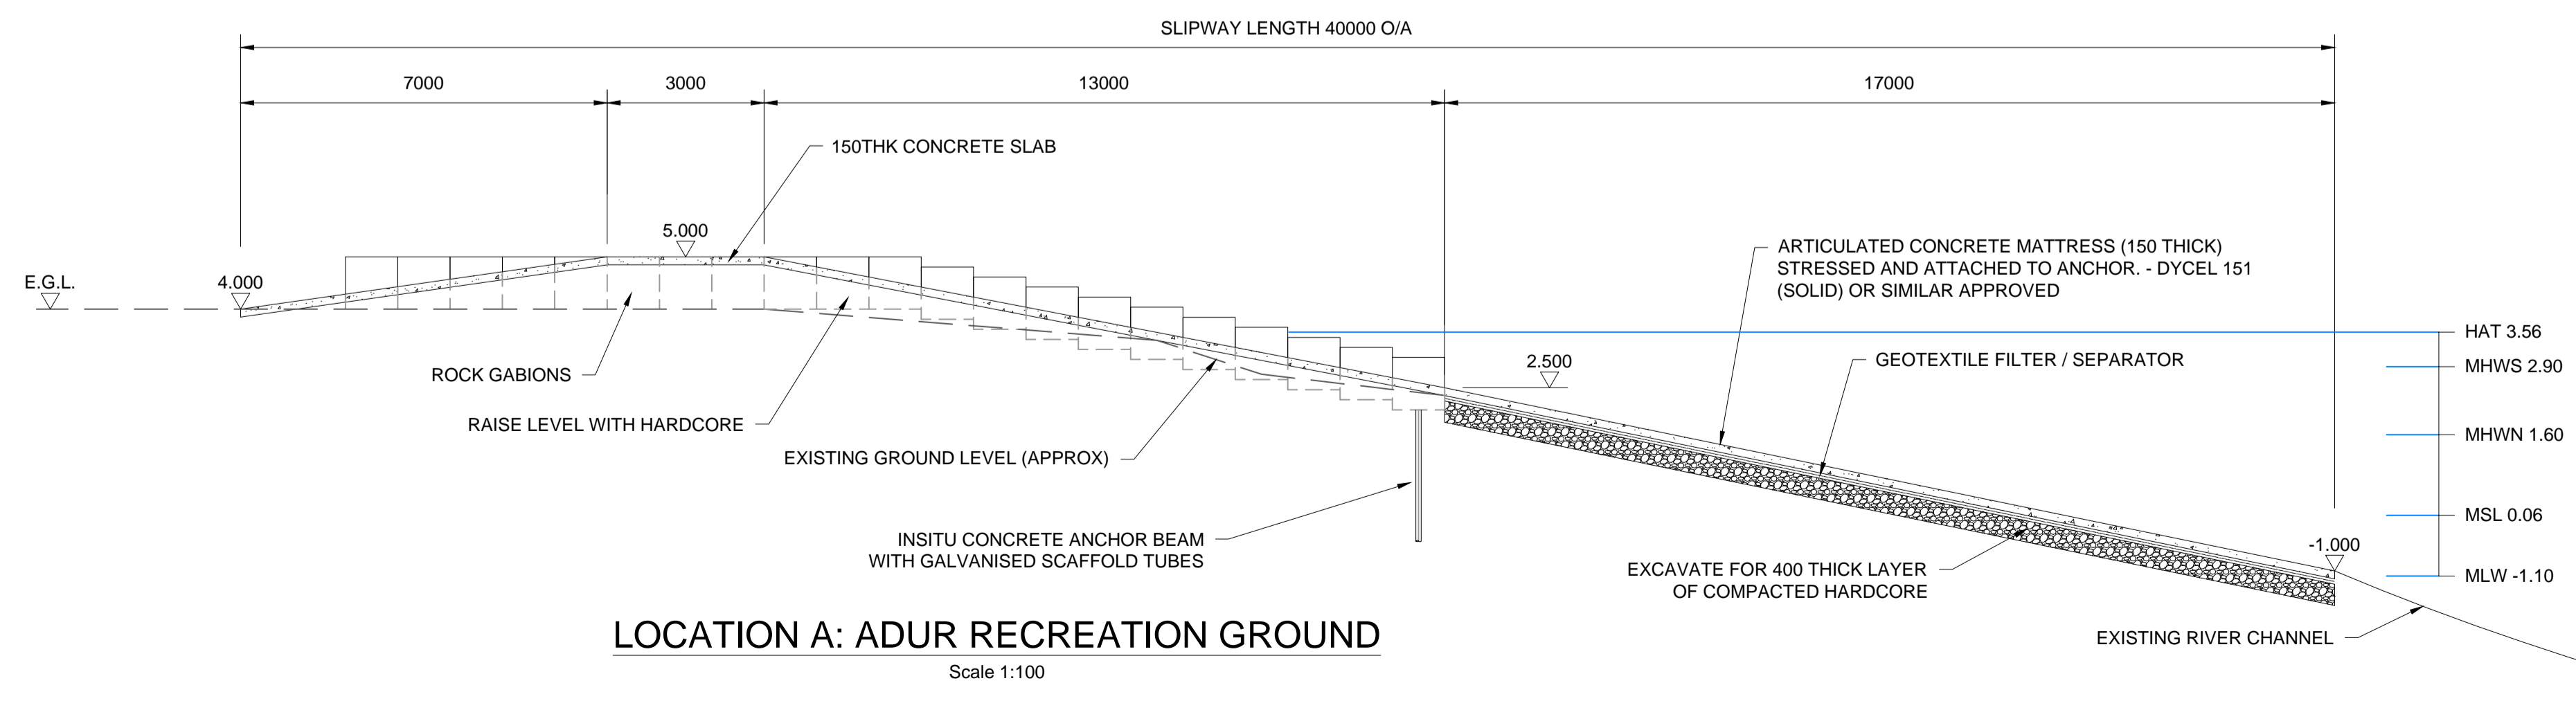 SLIPWAY LENGTH 40000 O/A
7000
3000
13000
17000
150THK CONCRETE SLAB
5.000
E.G.L.
4.000
ARTICULATED CONCRETE MATTRESS (150 THICK)
STRESSED AND ATTACHED TO ANCHOR. - DYCEL 151
(SOLID) OR SIMILAR APPROVED
HAT 3.56
2.500
GEOTEXTILE FILTER / SEPARATOR
MHWS 2.90
ROCK GABIONS
RAISE LEVEL WITH HARDCORE
MHWN 1.60
EXISTING GROUND LEVEL (APPROX)
MSL 0.06
INSITU CONCRETE ANCHOR BEAM
WITH GALVANISED SCAFFOLD TUBES
-1.000
EXCAVATE FOR 400 THICK LAYER
OF COMPACTED HARDCORE
MLW -1.10
LOCATION A: ADUR RECREATION GROUND
Scale 1:100
EXISTING RIVER CHANNEL